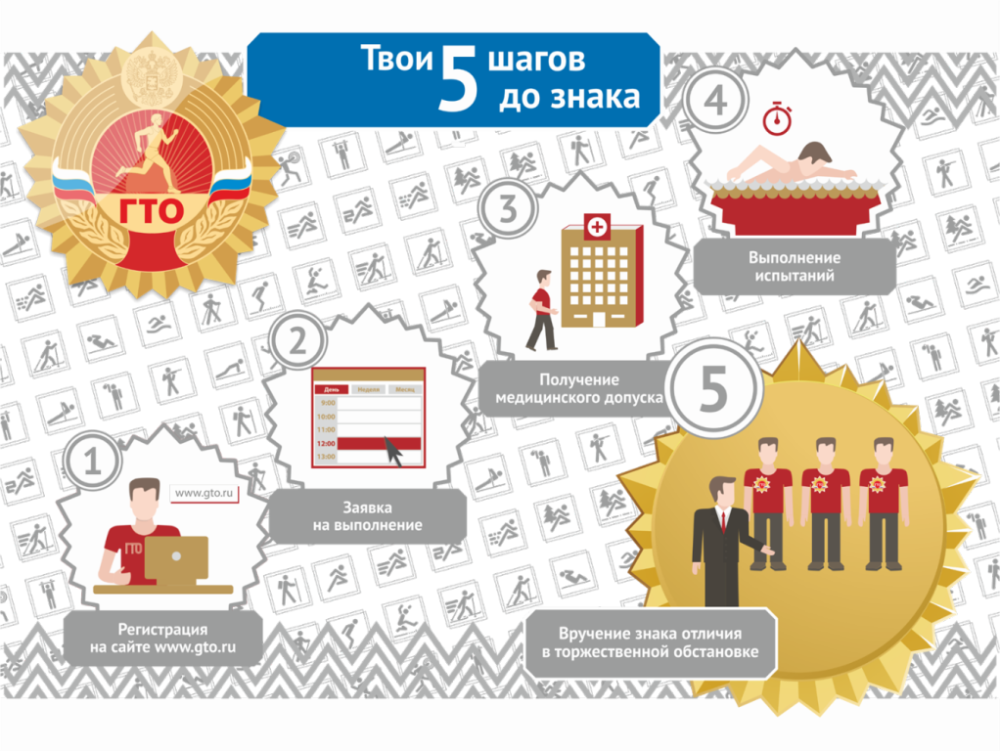 Твои 5 шагов
до знака
ГТО
1
www.gto.ru
ГТО
Регистрация
на сайте www.gto.ru
2
День Неделя Месяц
9:00
10:00
11:00
12:00
13:00
Заявка
на выполнение
3
Получение
медицинского допуска
4
Выполнение
испытаний
5
Вручение знака отличия
в торжественной обстановке